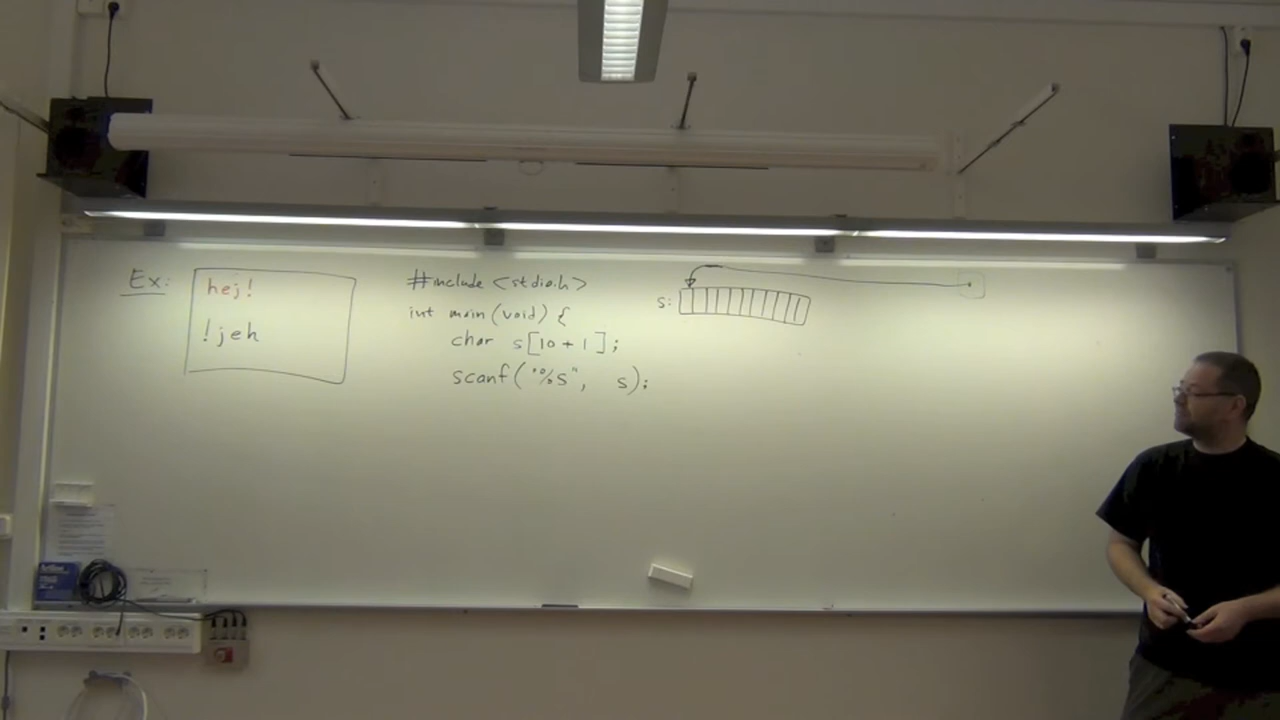 Ex:
hej!
!jeh
#include <stdio.h>
int main(void) {
char s[10+1];
scanf("%s", s);
s: